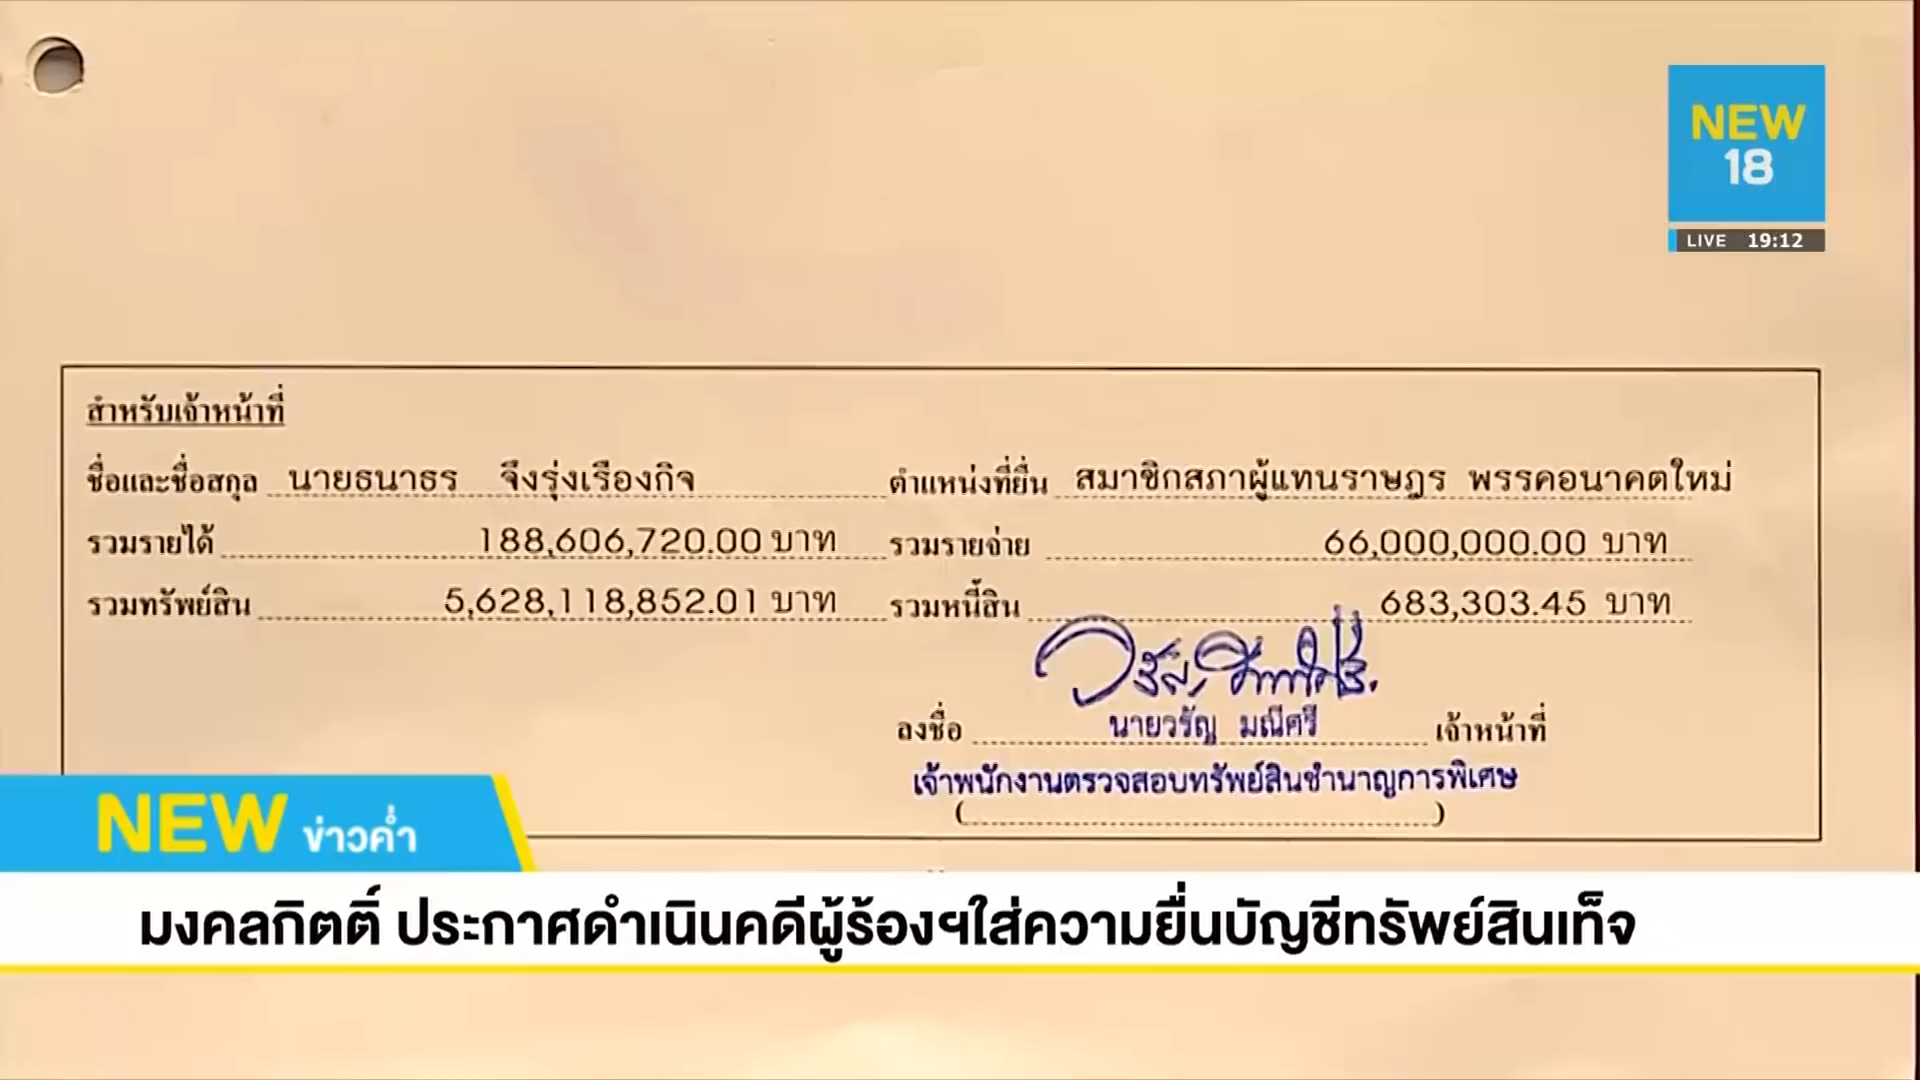 NEW
18
LIVE 19:12
สำหรับเจ้าหน้าที่
ชื่อและชื่อสกุล นายธนาธร จึงรุ่งเรืองกิจ ตำแหน่งที่ยื่น สมาชิกสภาผู้แทนราษฎร พรรคอนาคตใหม่
รวมรายได้ 188,606,720.00 บาท รวมรายจ่าย 66,000,000.00 บาท
รวมทรัพย์สิน 5,628,118,852.01 บาท รวมหนี้สิน 683,303.45 บาท
ลงชื่อ นายวรัญ มณีศรี เจ้าหน้าที่
เจ้าพนักงานตรวจสอบทรัพย์สินชำนาญการพิเศษ
(                    )
NEW ข่าวค่ำ
มงคลกิตติ์ ประกาศดำเนินคดีผู้ร้องฯใส่ความยื่นบัญชีทรัพย์สินเท็จ